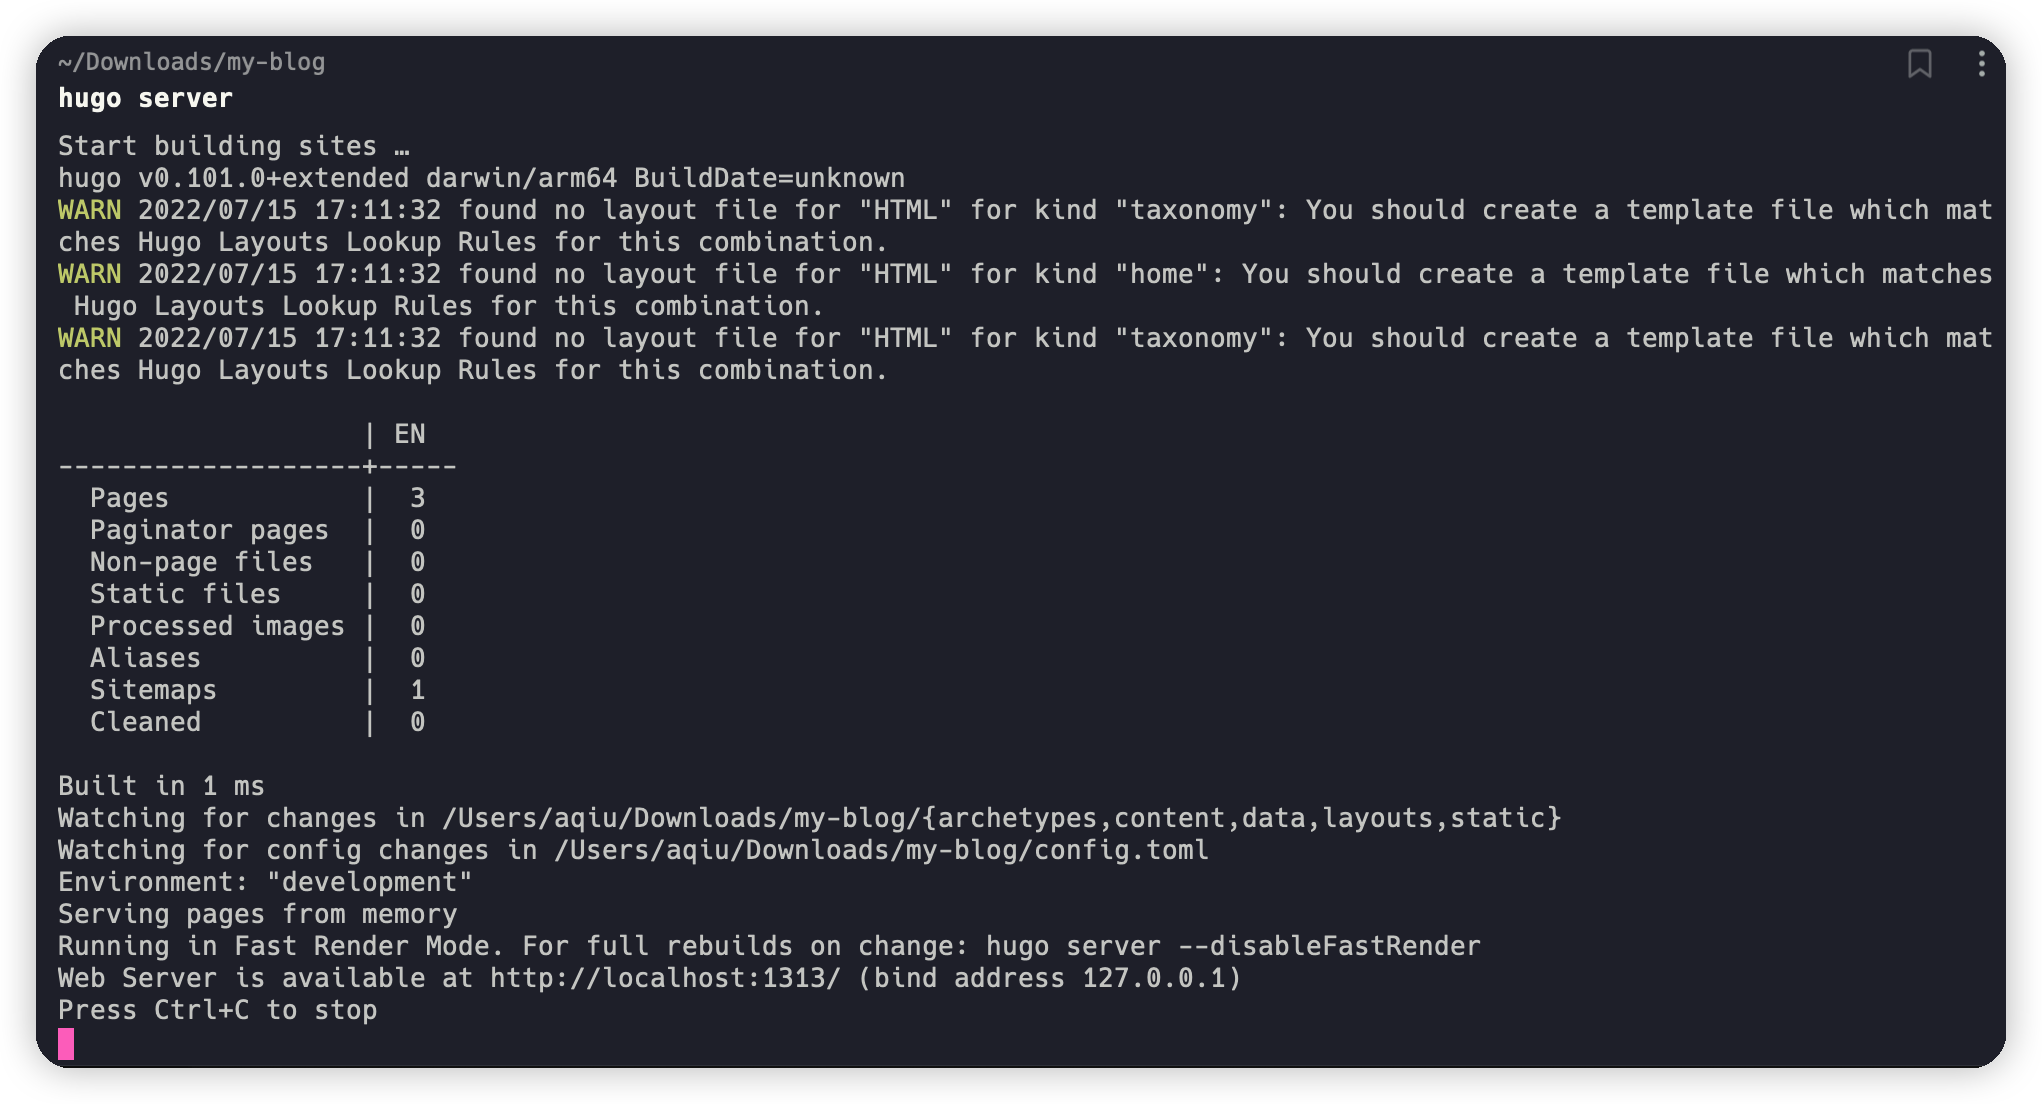 ~/Downloads/my-blog
hugo server
Start building sites …
hugo v0.101.0+extended darwin/arm64 BuildDate=unknown
WARN 2022/07/15 17:11:32 found no layout file for "HTML" for kind "taxonomy": You should create a template file which mat
ches Hugo Layouts Lookup Rules for this combination.
WARN 2022/07/15 17:11:32 found no layout file for "HTML" for kind "home": You should create a template file which matches
 Hugo Layouts Lookup Rules for this combination.
WARN 2022/07/15 17:11:32 found no layout file for "HTML" for kind "taxonomy": You should create a template file which mat
ches Hugo Layouts Lookup Rules for this combination.
                   | EN
-------------------+-----
  Pages            |  3
  Paginator pages  |  0
  Non-page files   |  0
  Static files     |  0
  Processed images |  0
  Aliases          |  0
  Sitemaps         |  1
  Cleaned          |  0
Built in 1 ms
Watching for changes in /Users/aqiu/Downloads/my-blog/{archetypes,content,data,layouts,static}
Watching for config changes in /Users/aqiu/Downloads/my-blog/config.toml
Environment: "development"
Serving pages from memory
Running in Fast Render Mode. For full rebuilds on change: hugo server --disableFastRender
Web Server is available at http://localhost:1313/ (bind address 127.0.0.1)
Press Ctrl+C to stop